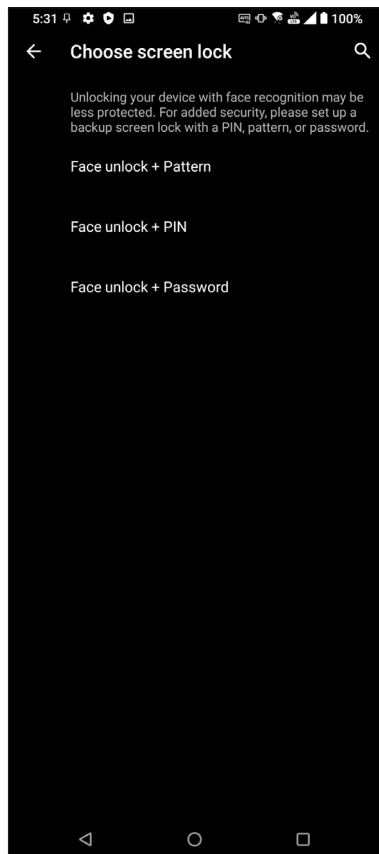 5:31 100%
Choose screen lock
Unlocking your device with face recognition may be
less protected. For added security, please set up a
backup screen lock with a PIN, pattern, or password.
Face unlock + Pattern
Face unlock + PIN
Face unlock + Password